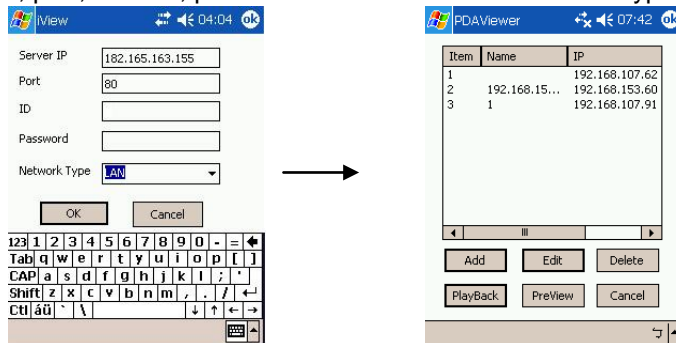 iView 04:04 ok
Server IP 182.165.163.155
Port 80
ID
Password
Network Type LAN
OK Cancel
123 1 2 3 4 5 6 7 8 9 0 - =
Tab q w e r t y u i o p [ ]
CAP a s d f g h j k l ; '
Shift z x c v b n m , . /
Ctl áü ` \
PDAViewer 07:42 ok
Item Name IP
1 192.168.107.62
2 192.168.15... 192.168.153.60
3 1 192.168.107.91
Add Edit Delete
PlayBack PreView Cancel